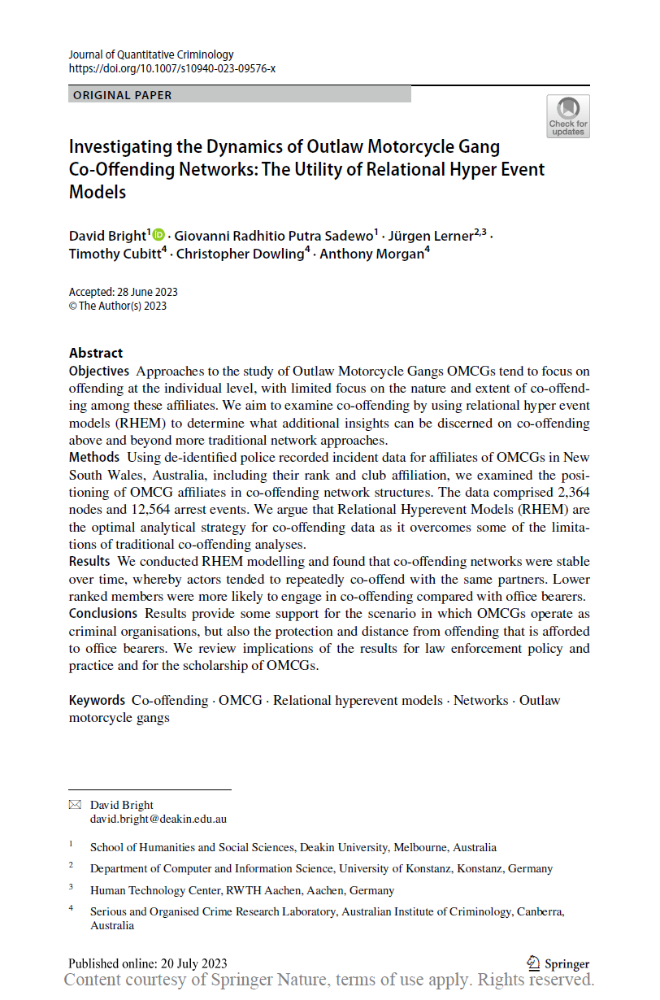 Journal of Quantitative Criminology
https://doi.org/10.1007/s10940-023-09576-x
ORIGINAL PAPER
Check for
updates
Investigating the Dynamics of Outlaw Motorcycle Gang
Co-Offending Networks: The Utility of Relational Hyper Event
Models
David Bright1 iD · Giovanni Radhitio Putra Sadewo1 · Jürgen Lerner2,3 ·
Timothy Cubitt4 · Christopher Dowling4 · Anthony Morgan4
Accepted: 28 June 2023
© The Author(s) 2023
Abstract
Objectives Approaches to the study of Outlaw Motorcycle Gangs OMCGs tend to focus on
offending at the individual level, with limited focus on the nature and extent of co-offend-
ing among these affiliates. We aim to examine co-offending by using relational hyper event
models (RHEM) to determine what additional insights can be discerned on co-offending
above and beyond more traditional network approaches.
Methods Using de-identified police recorded incident data for affiliates of OMCGs in New
South Wales, Australia, including their rank and club affiliation, we examined the posi-
tioning of OMCG affiliates in co-offending network structures. The data comprised 2,364
nodes and 12,564 arrest events. We argue that Relational Hyperevent Models (RHEM) are
the optimal analytical strategy for co-offending data as it overcomes some of the limita-
tions of traditional co-offending analyses.
Results We conducted RHEM modelling and found that co-offending networks were stable
over time, whereby actors tended to repeatedly co-offend with the same partners. Lower
ranked members were more likely to engage in co-offending compared with office bearers.
Conclusions Results provide some support for the scenario in which OMCGs operate as
criminal organisations, but also the protection and distance from offending that is afforded
to office bearers. We review implications of the results for law enforcement policy and
practice and for the scholarship of OMCGs.
Keywords Co-offending · OMCG · Relational hyperevent models · Networks · Outlaw
motorcycle gangs
David Bright
david.bright@deakin.edu.au
1 School of Humanities and Social Sciences, Deakin University, Melbourne, Australia
2 Department of Computer and Information Science, University of Konstanz, Konstanz, Germany
3 Human Technology Center, RWTH Aachen, Aachen, Germany
4 Serious and Organised Crime Research Laboratory, Australian Institute of Criminology, Canberra,
Australia
Published online: 20 July 2023
Springer
Content courtesy of Springer Nature, terms of use apply. Rights reserved.